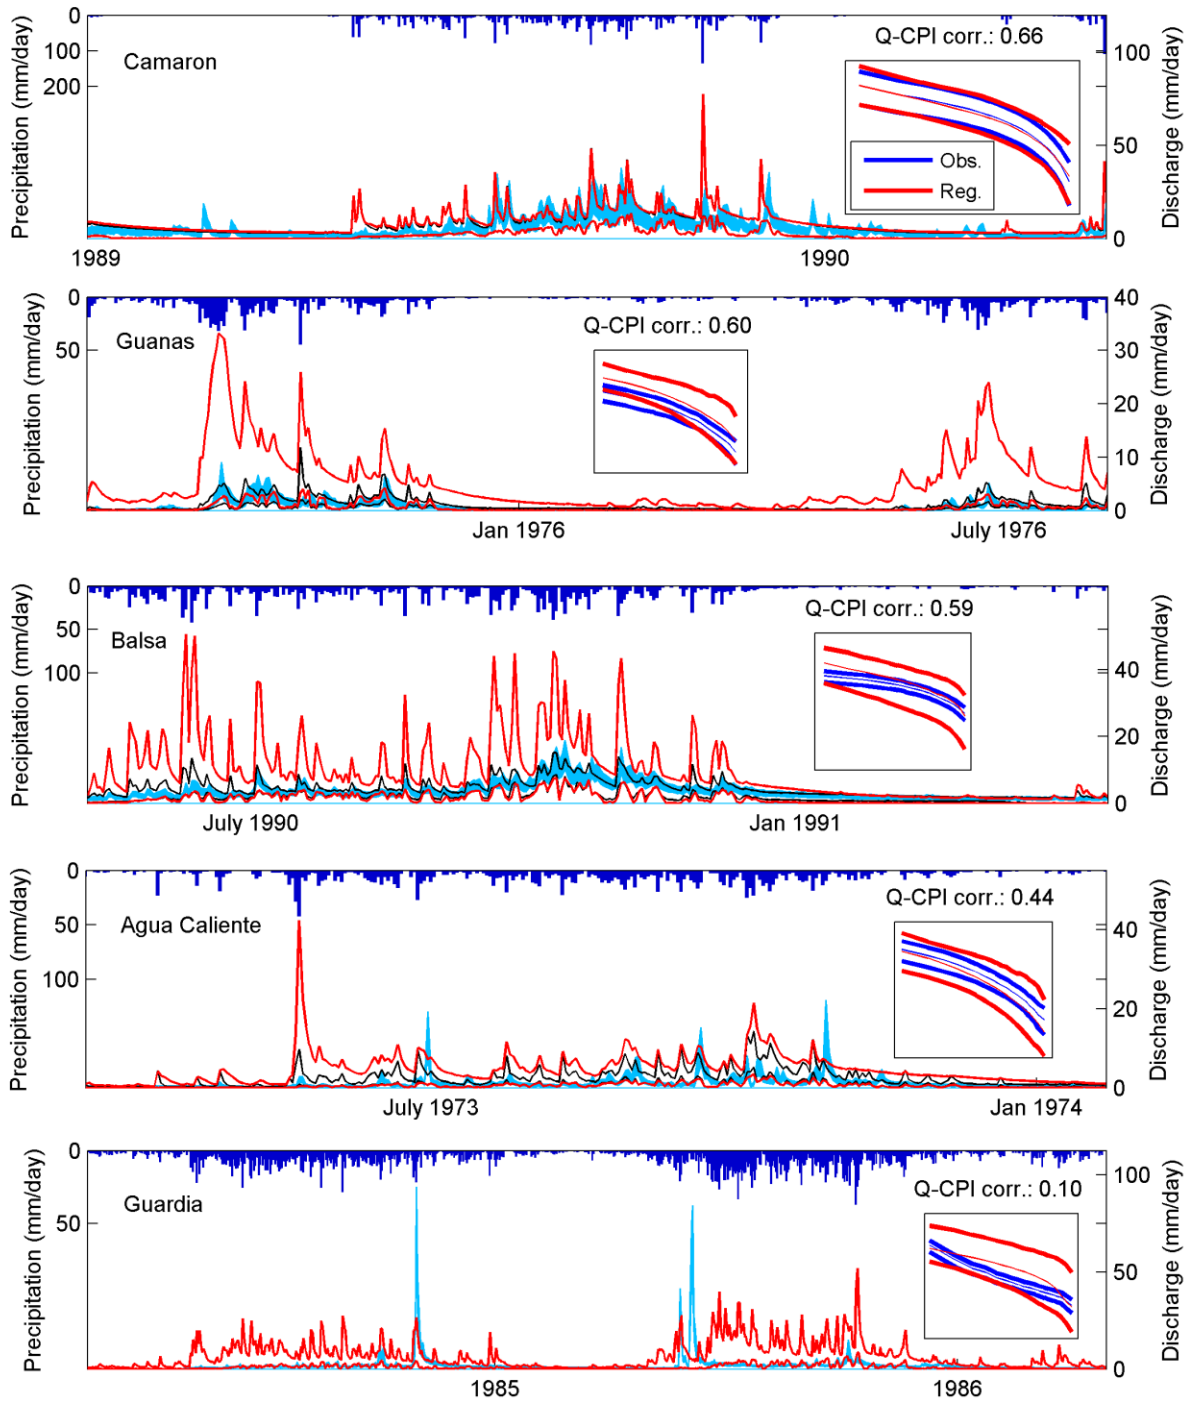 Precipitation (mm/day)
0
100
200
Camaron
Q-CPI corr.: 0.66
Obs.
Reg.
100
50
0
Discharge (mm/day)
1989
1990
Precipitation (mm/day)
0
50
Guanas
Q-CPI corr.: 0.60
40
30
20
10
0
Discharge (mm/day)
Jan 1976
July 1976
Precipitation (mm/day)
0
50
100
Balsa
Q-CPI corr.: 0.59
40
20
0
Discharge (mm/day)
July 1990
Jan 1991
Precipitation (mm/day)
0
50
100
Agua Caliente
Q-CPI corr.: 0.44
40
20
0
Discharge (mm/day)
July 1973
Jan 1974
Precipitation (mm/day)
0
50
Guardia
Q-CPI corr.: 0.10
100
50
0
Discharge (mm/day)
1985
1986